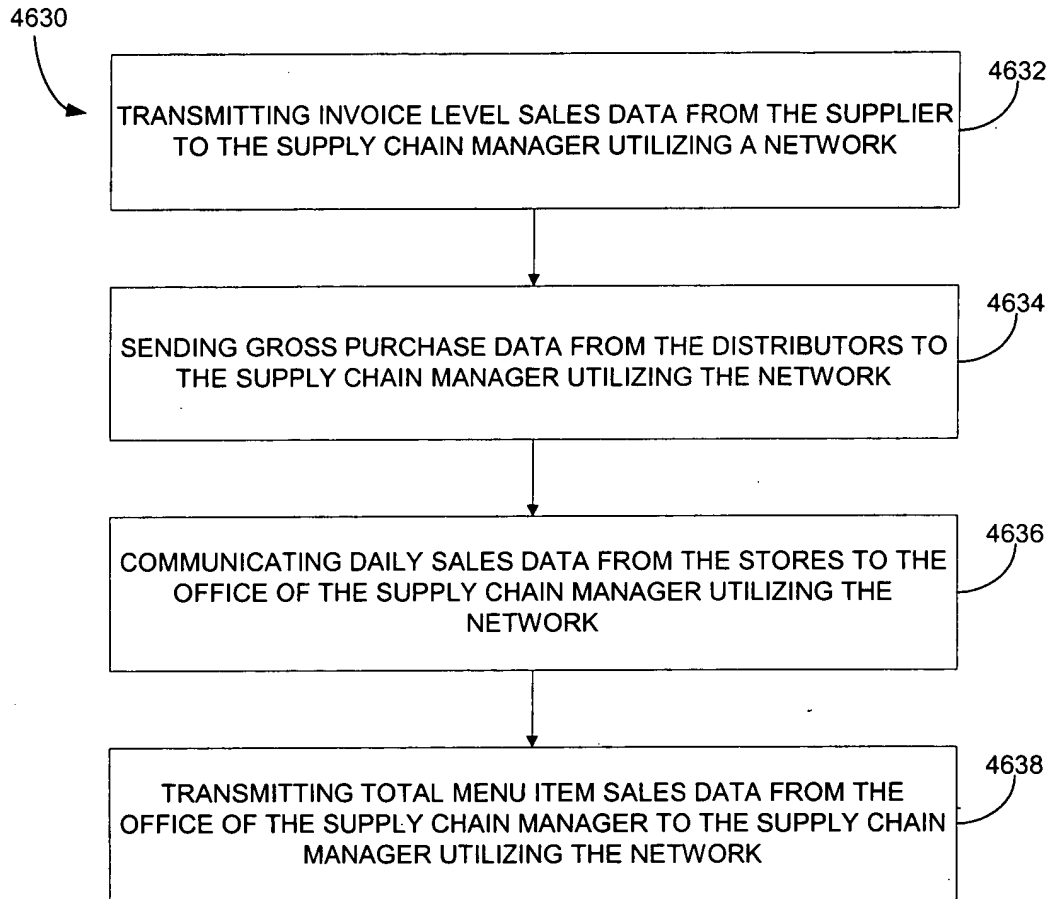 4630
4632
TRANSMITTING INVOICE LEVEL SALES DATA FROM THE SUPPLIER
TO THE SUPPLY CHAIN MANAGER UTILIZING A NETWORK
4634
SENDING GROSS PURCHASE DATA FROM THE DISTRIBUTORS TO
THE SUPPLY CHAIN MANAGER UTILIZING THE NETWORK
4636
COMMUNICATING DAILY SALES DATA FROM THE STORES TO THE
OFFICE OF THE SUPPLY CHAIN MANAGER UTILIZING THE
NETWORK
4638
TRANSMITTING TOTAL MENU ITEM SALES DATA FROM THE
OFFICE OF THE SUPPLY CHAIN MANAGER TO THE SUPPLY CHAIN
MANAGER UTILIZING THE NETWORK